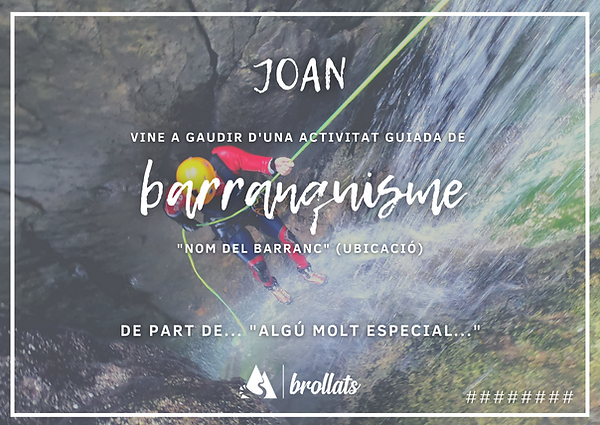 JOAN
VINE A GAUDIR D'UNA ACTIVITAT GUIADA DE
barranquisme
"NOM DEL BARRANC" (UBICACIÓ)
DE PART DE... "ALGÚ MOLT ESPECIAL..."
brollats
########